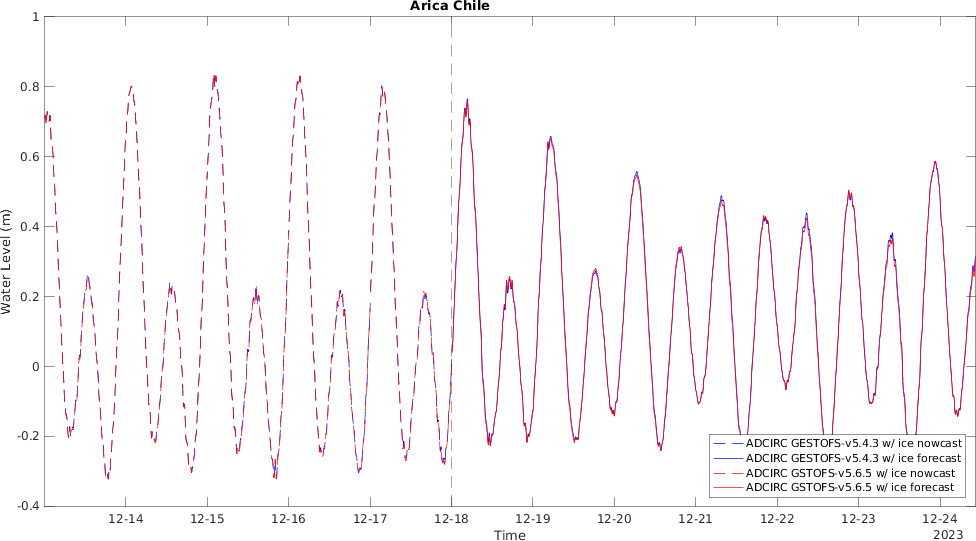 Arica Chile
Water Level (m)
1
0.8
0.6
0.4
0.2
0
-0.2
-0.4
12-14
12-15
12-16
12-17
12-18
12-19
12-20
12-21
12-22
12-23
12-24
Time
2023
ADCIRC GESTOFS-v5.4.3 w/ ice nowcast
ADCIRC GESTOFS-v5.4.3 w/ ice forecast
ADCIRC GSTOFS-v5.6.5 w/ ice nowcast
ADCIRC GSTOFS-v5.6.5 w/ ice forecast